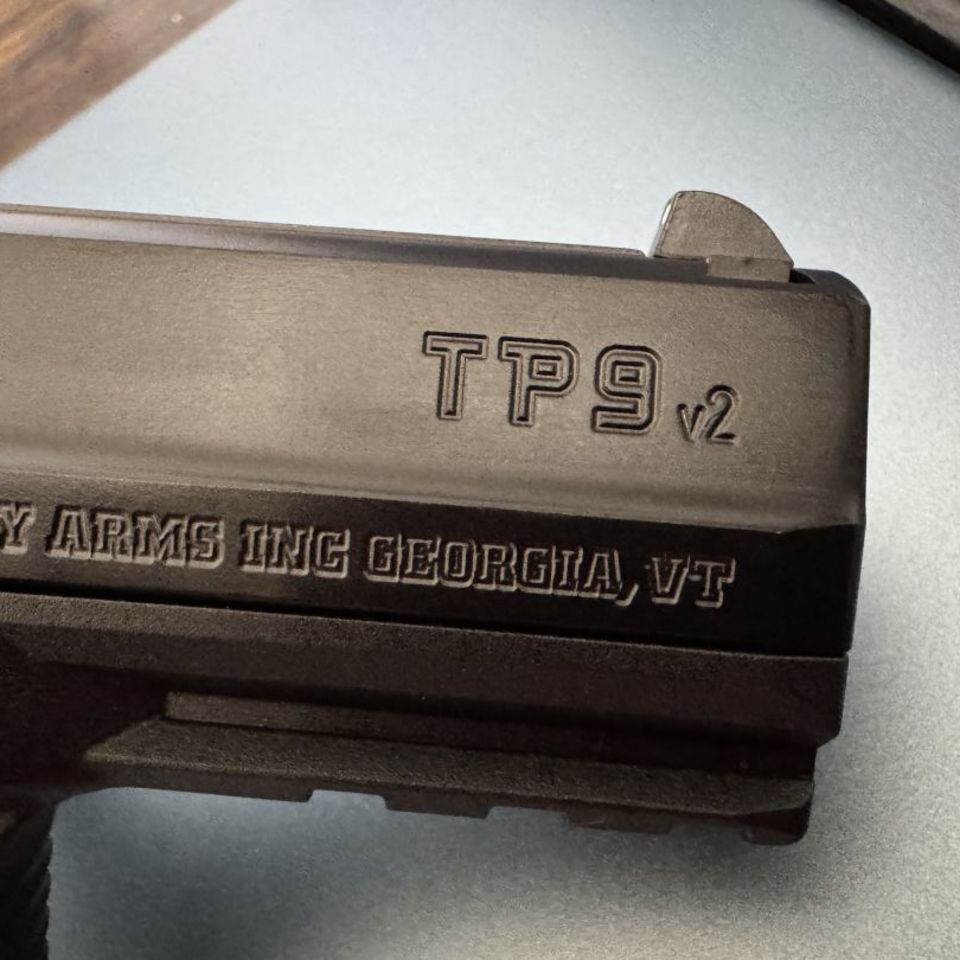 TP9 v2
Y ARMS INC GEORGIA, VT